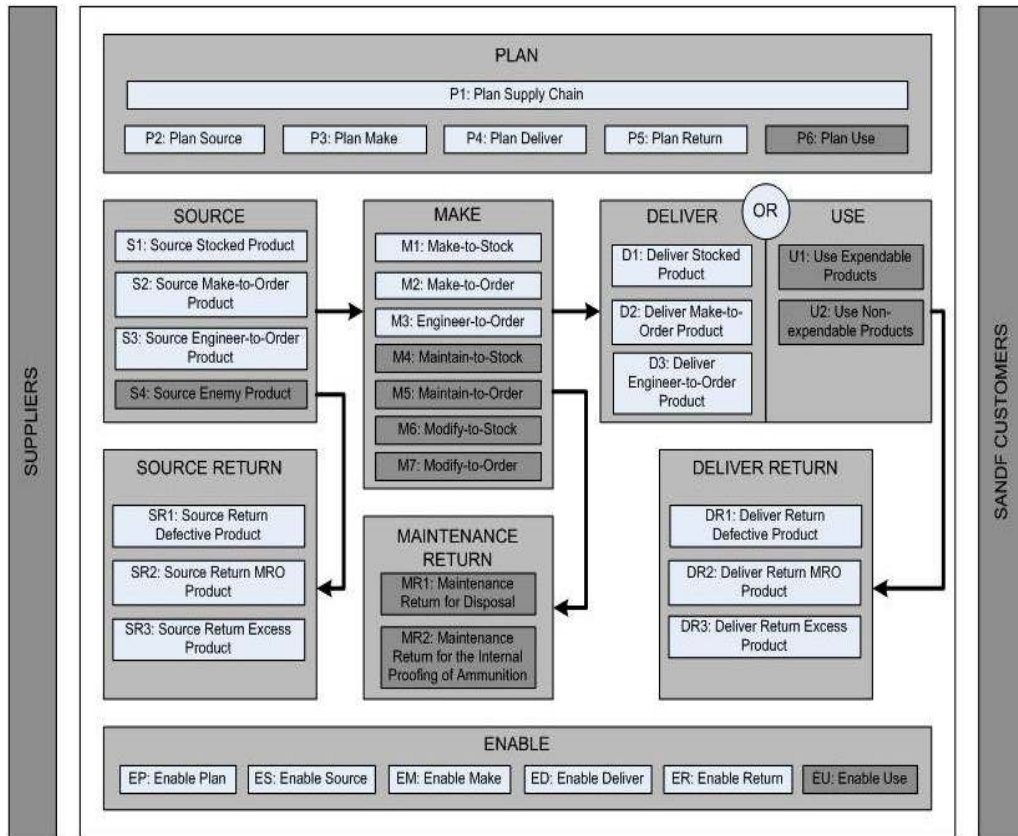 SUPPLIERS
PLAN
P1: Plan Supply Chain
P2: Plan Source
P3: Plan Make
P4: Plan Deliver
P5: Plan Return
P6: Plan Use
SOURCE
S1: Source Stocked Product
S2: Source Make-to-Order
Product
S3: Source Engineer-to-Order
Product
S4: Source Enemy Product
MAKE
M1: Make-to-Stock
M2: Make-to-Order
M3: Engineer-to-Order
M4: Maintain-to-Stock
M5: Maintain-to-Order
M6: Modify-to-Stock
M7: Modify-to-Order
DELIVER
OR
USE
D1: Deliver Stocked
Product
D2: Deliver Make-to-
Order Product
D3: Deliver
Engineer-to-Order
Product
U1: Use Expendable
Products
U2: Use Non-
expendable Products
SOURCE RETURN
SR1: Source Return
Defective Product
SR2: Source Return MRO
Product
SR3: Source Return Excess
Product
MAINTENANCE
RETURN
MR1: Maintenance
Return for Disposal
MR2: Maintenance
Return for the Internal
Proofing of Ammunition
DELIVER RETURN
DR1: Deliver Return
Defective Product
DR2: Deliver Return MRO
Product
DR3: Deliver Return Excess
Product
ENABLE
EP: Enable Plan
ES: Enable Source
EM: Enable Make
ED: Enable Deliver
ER: Enable Return
EU: Enable Use
SANDF CUSTOMERS